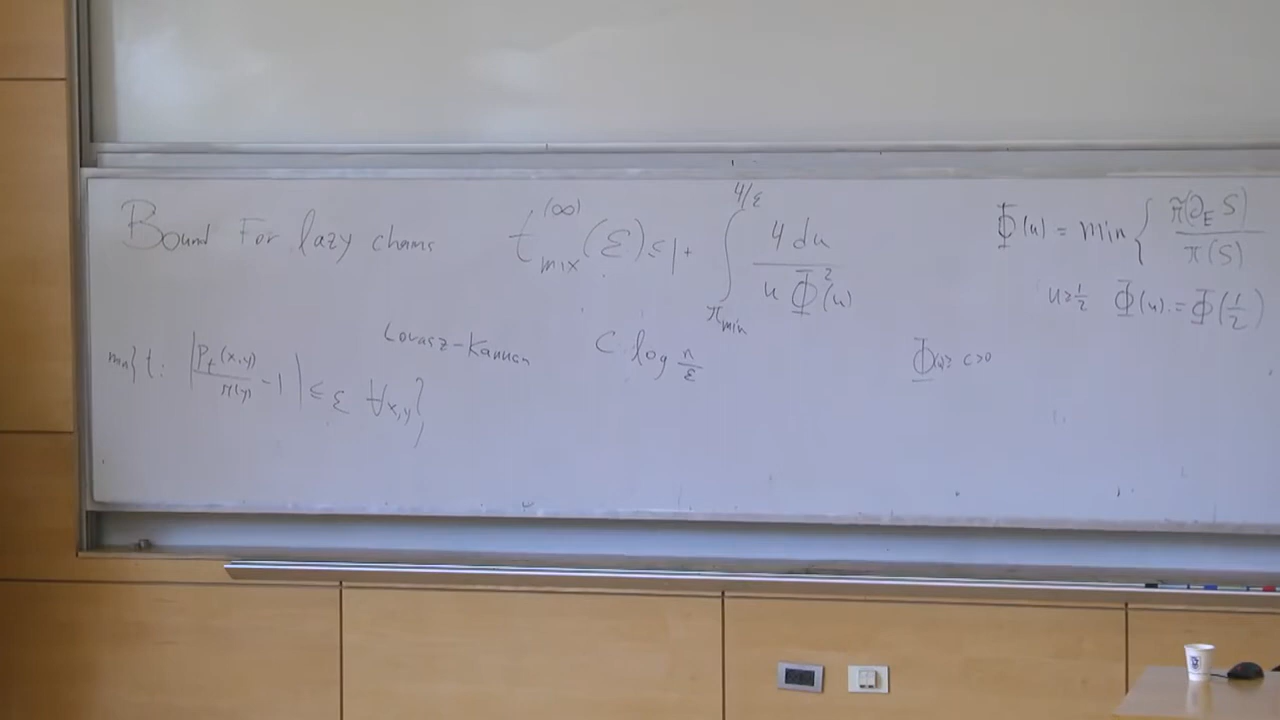 Bound For lazy chains t_mix^(∞)(ε) ≤ 1 + ∫_{π_min}^{4/ε} 4 du / u Φ²(u)
Φ(u) = min { π(∂_E S) / π(S)
u ≥ 1/2 Φ(u) = Φ(1/2)
Lovasz-Kannan
C log n/ε
Φ(u) ≥ c > 0
min{t: |P_t(x,y) / π(y) - 1| ≤ ε ∀x,y}